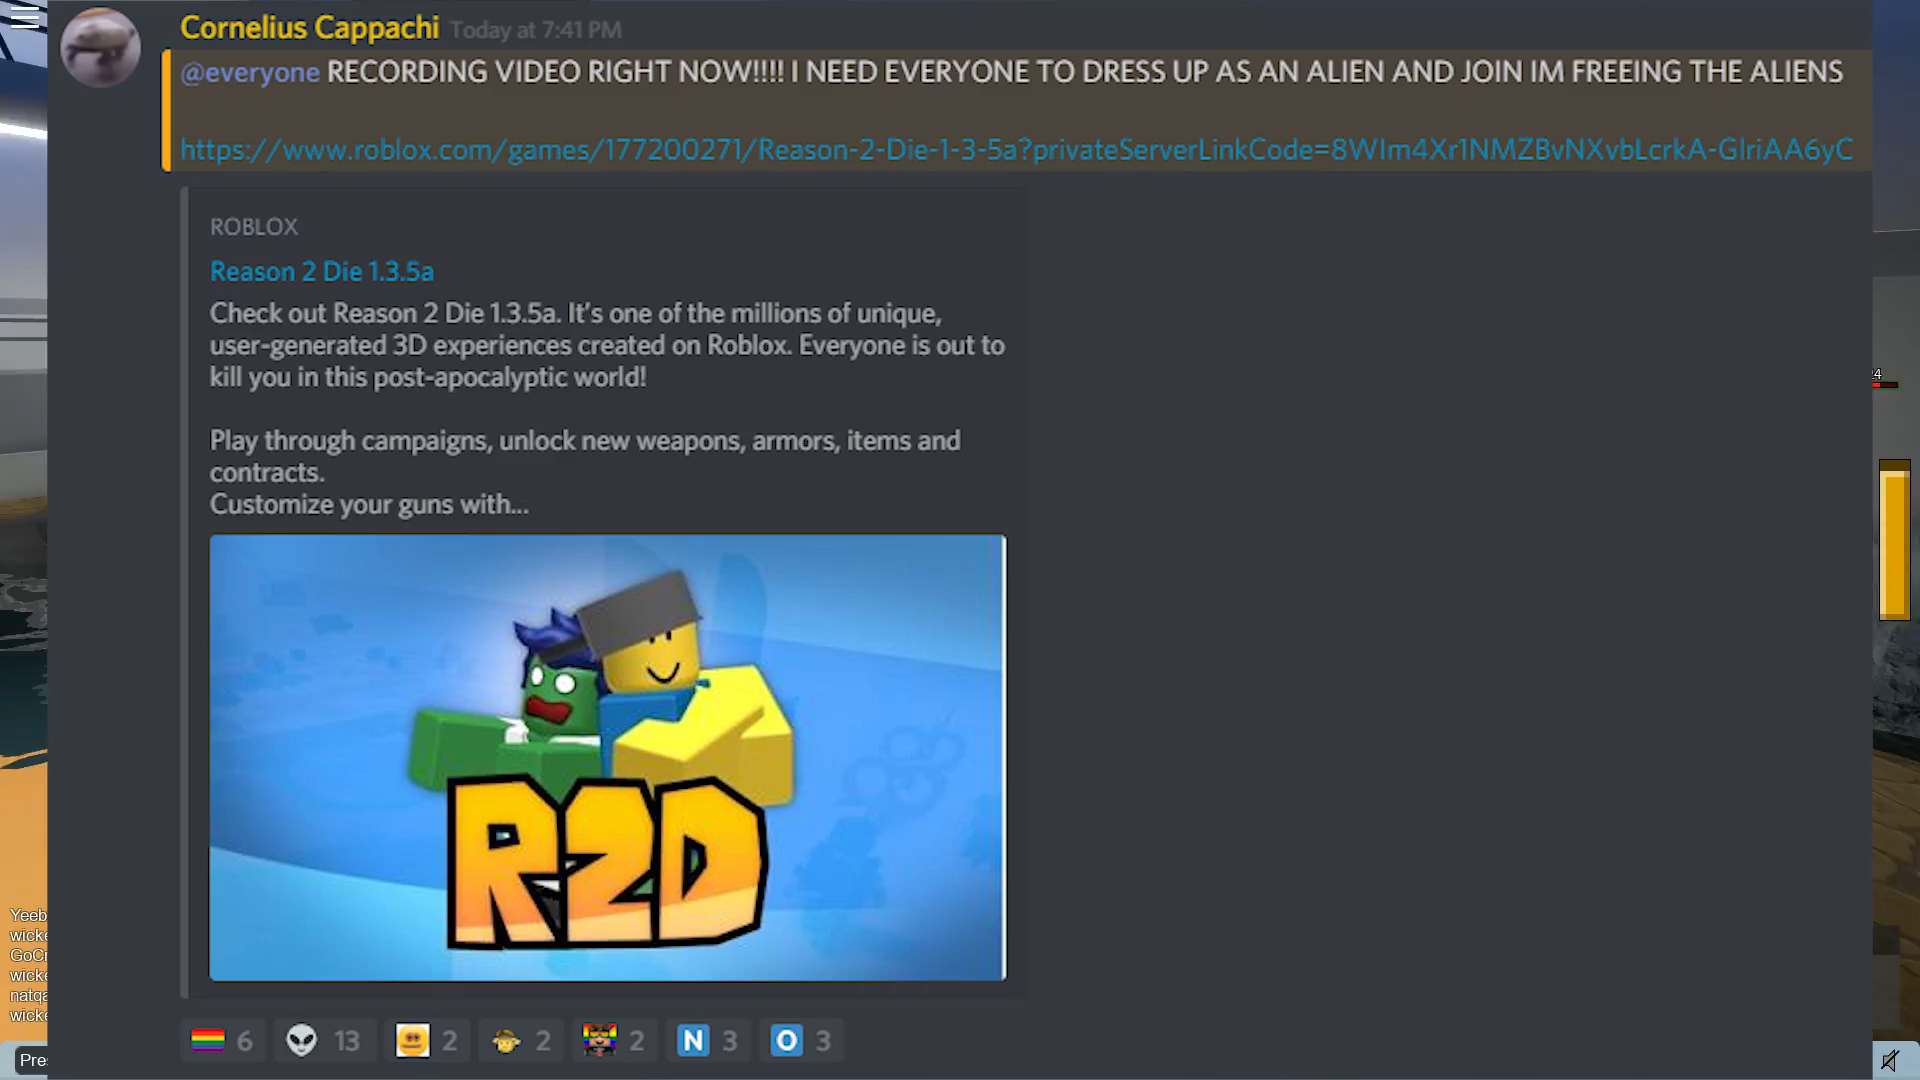 Cornelius Cappachi Today at 7:41 PM
@everyone RECORDING VIDEO RIGHT NOW!!!! I NEED EVERYONE TO DRESS UP AS AN ALIEN AND JOIN IM FREEING THE ALIENS
https://www.roblox.com/games/177200271/Reason-2-Die-1-3-5a?privateServerLinkCode=8WIm4Xr1NMZBvNXvbLcrkA-GIriAA6yC
ROBLOX
Reason 2 Die 1.3.5a
Check out Reason 2 Die 1.3.5a. It's one of the millions of unique,
user-generated 3D experiences created on Roblox. Everyone is out to
kill you in this post-apocalyptic world!
Play through campaigns, unlock new weapons, armors, items and
contracts.
Customize your guns with...
R2D
6 13 2 2 2 N 3 O 3